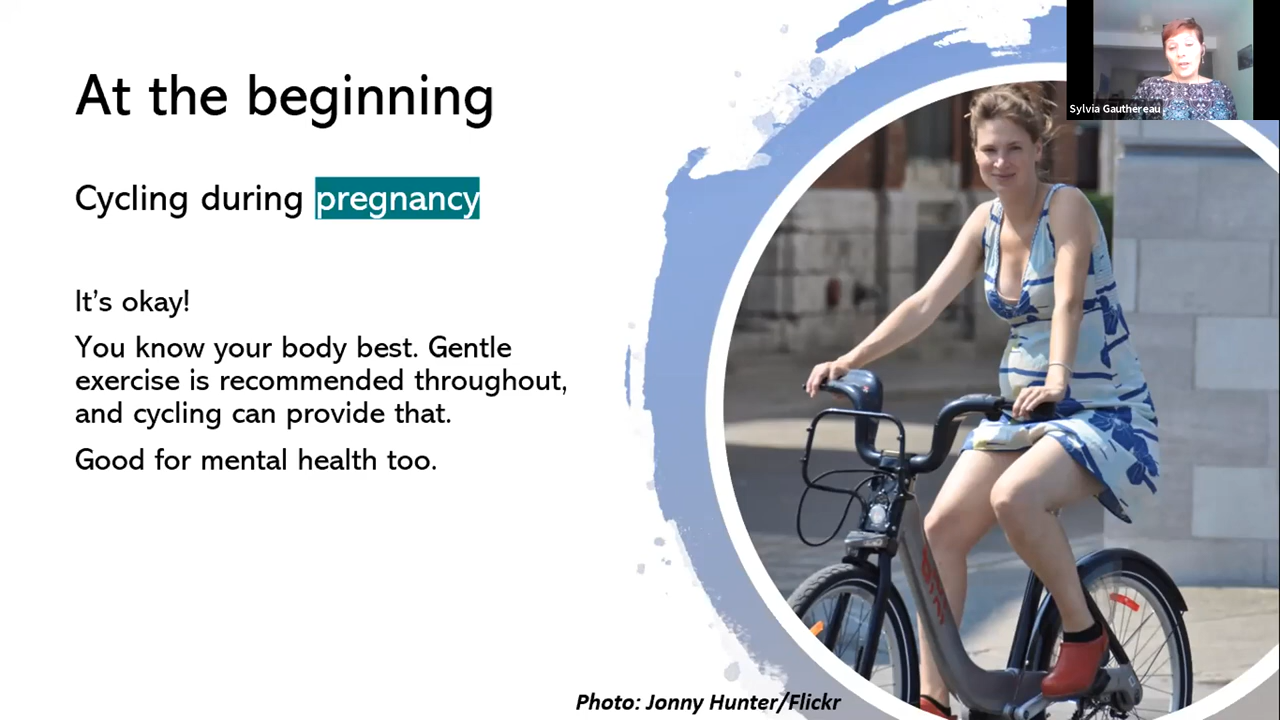 At the beginning
Cycling during pregnancy
It's okay!
You know your body best. Gentle
exercise is recommended throughout,
and cycling can provide that.
Good for mental health too.
Photo: Jonny Hunter/Flickr
Sylvia Gauthereau